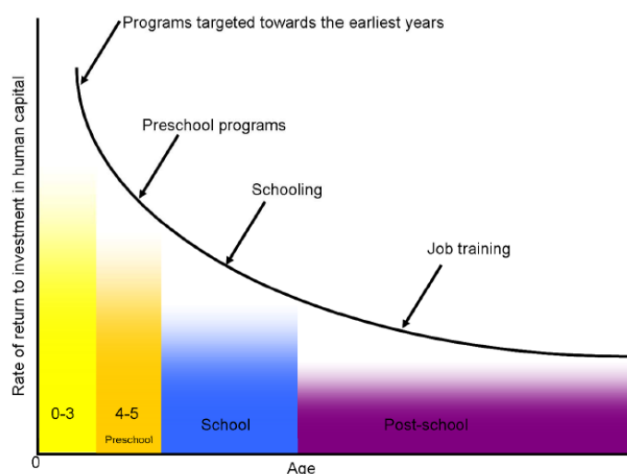 Programs targeted towards the earliest years
Preschool programs
Schooling
Job training
Rate of return to investment in human capital
0-3
4-5
Preschool
School
Post-school
0
Age